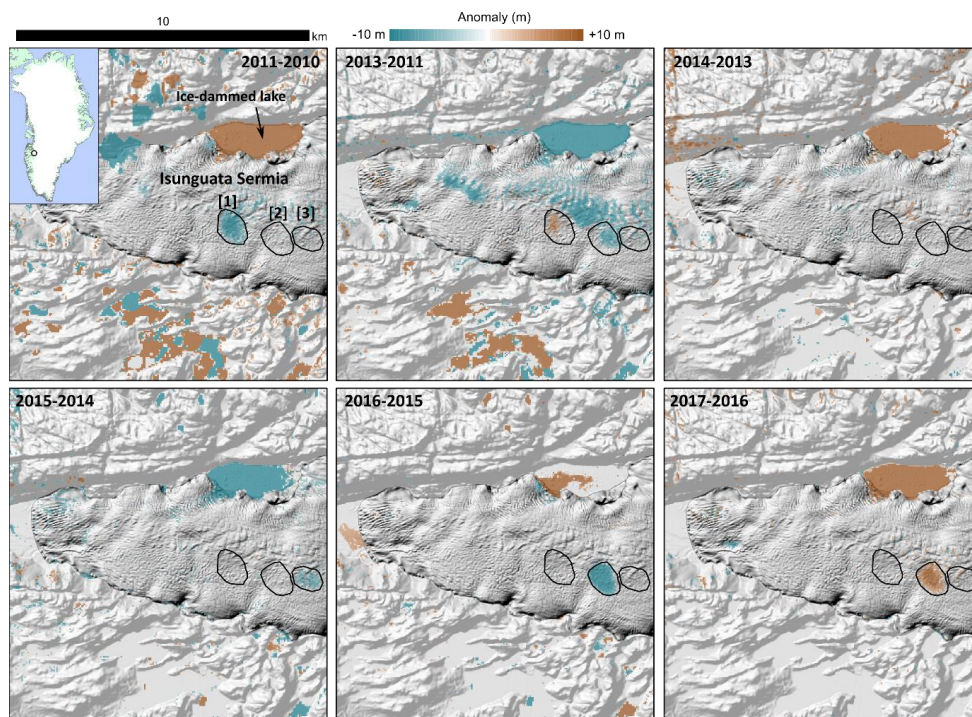 10
km
Anomaly (m)
-10 m
+10 m
2011-2010
Ice-dammed lake
Isunguata Sermia
[1]
[2] [3]
2013-2011
2014-2013
2015-2014
2016-2015
2017-2016